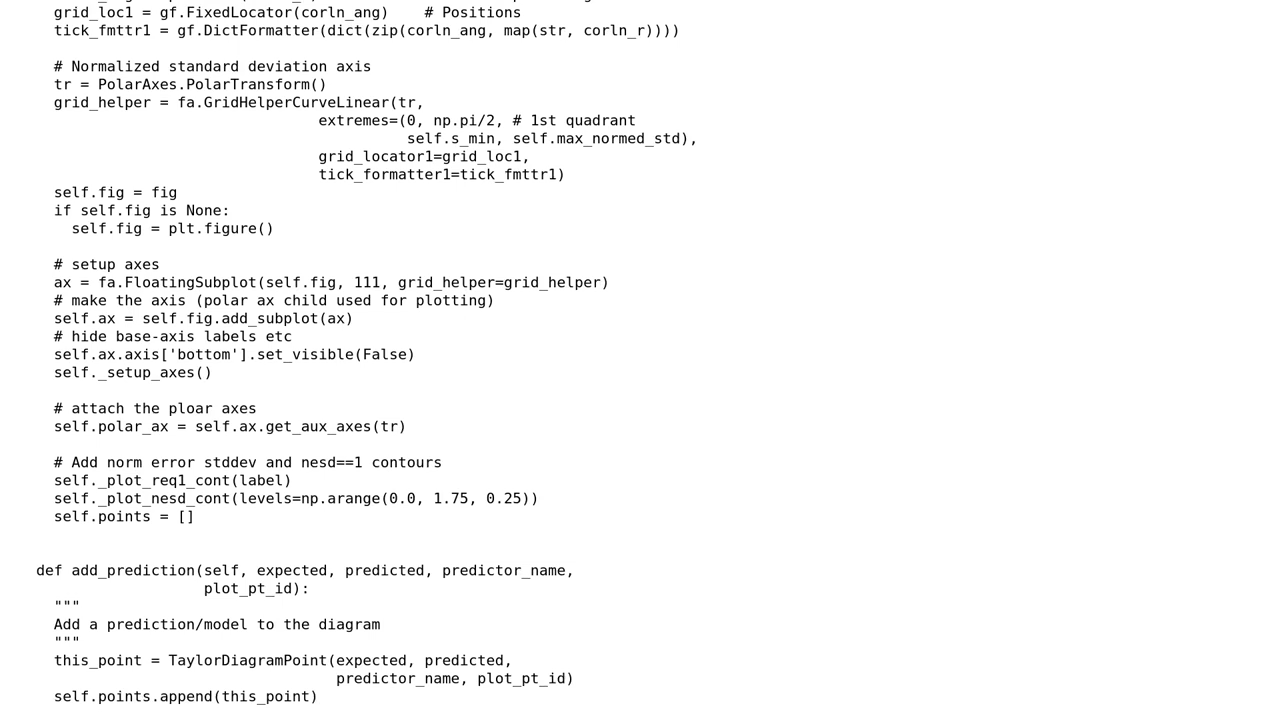 grid_loc1 = gf.FixedLocator(corln_ang)    # Positions
tick_fmttr1 = gf.DictFormatter(dict(zip(corln_ang, map(str, corln_r))))
# Normalized standard deviation axis
tr = PolarAxes.PolarTransform()
grid_helper = fa.GridHelperCurveLinear(tr,
extremes=(0, np.pi/2, # 1st quadrant
self.s_min, self.max_normed_std),
grid_locator1=grid_loc1,
tick_formatter1=tick_fmttr1)
self.fig = fig
if self.fig is None:
self.fig = plt.figure()
# setup axes
ax = fa.FloatingSubplot(self.fig, 111, grid_helper=grid_helper)
# make the axis (polar ax child used for plotting)
self.ax = self.fig.add_subplot(ax)
# hide base-axis labels etc
self.ax.axis['bottom'].set_visible(False)
self._setup_axes()
# attach the ploar axes
self.polar_ax = self.ax.get_aux_axes(tr)
# Add norm error stddev and nesd==1 contours
self._plot_req1_cont(label)
self._plot_nesd_cont(levels=np.arange(0.0, 1.75, 0.25))
self.points = []
def add_prediction(self, expected, predicted, predictor_name,
plot_pt_id):
"""
Add a prediction/model to the diagram
"""
this_point = TaylorDiagramPoint(expected, predicted,
predictor_name, plot_pt_id)
self.points.append(this_point)